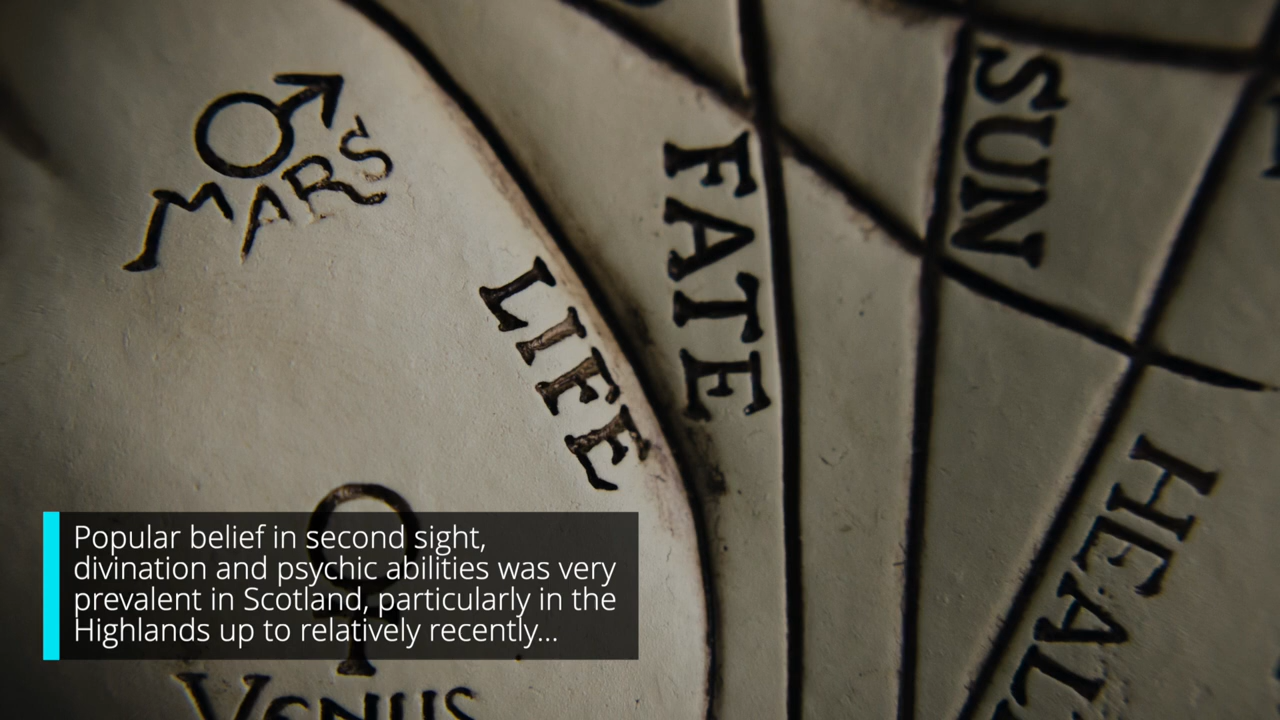 MARS
LIFE
FATE
SUN
Popular belief in second sight,
divination and psychic abilities was very
prevalent in Scotland, particularly in the
Highlands up to relatively recently...
VENUS